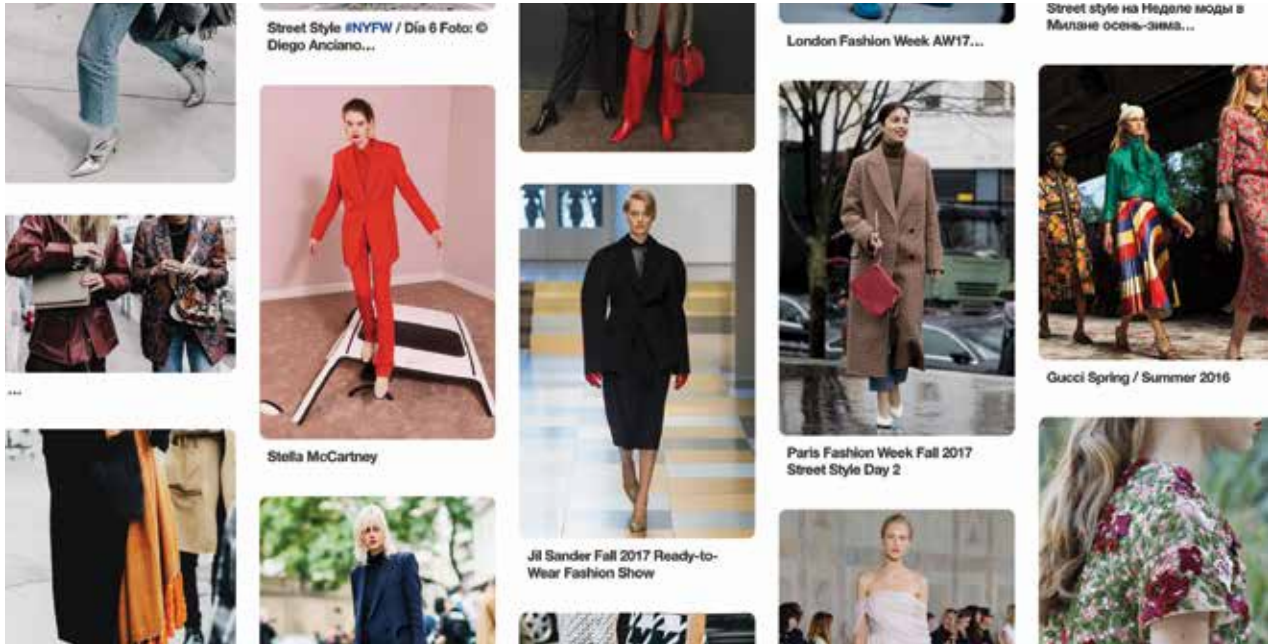 Street Style #NYFW / Día 6 Foto: ©
Diego Anciano...
London Fashion Week AW17...
Street style на Неделе моды в
Милане осень-зима...
...
Stella McCartney
Jil Sander Fall 2017 Ready-to-
Wear Fashion Show
Paris Fashion Week Fall 2017
Street Style Day 2
Gucci Spring / Summer 2016